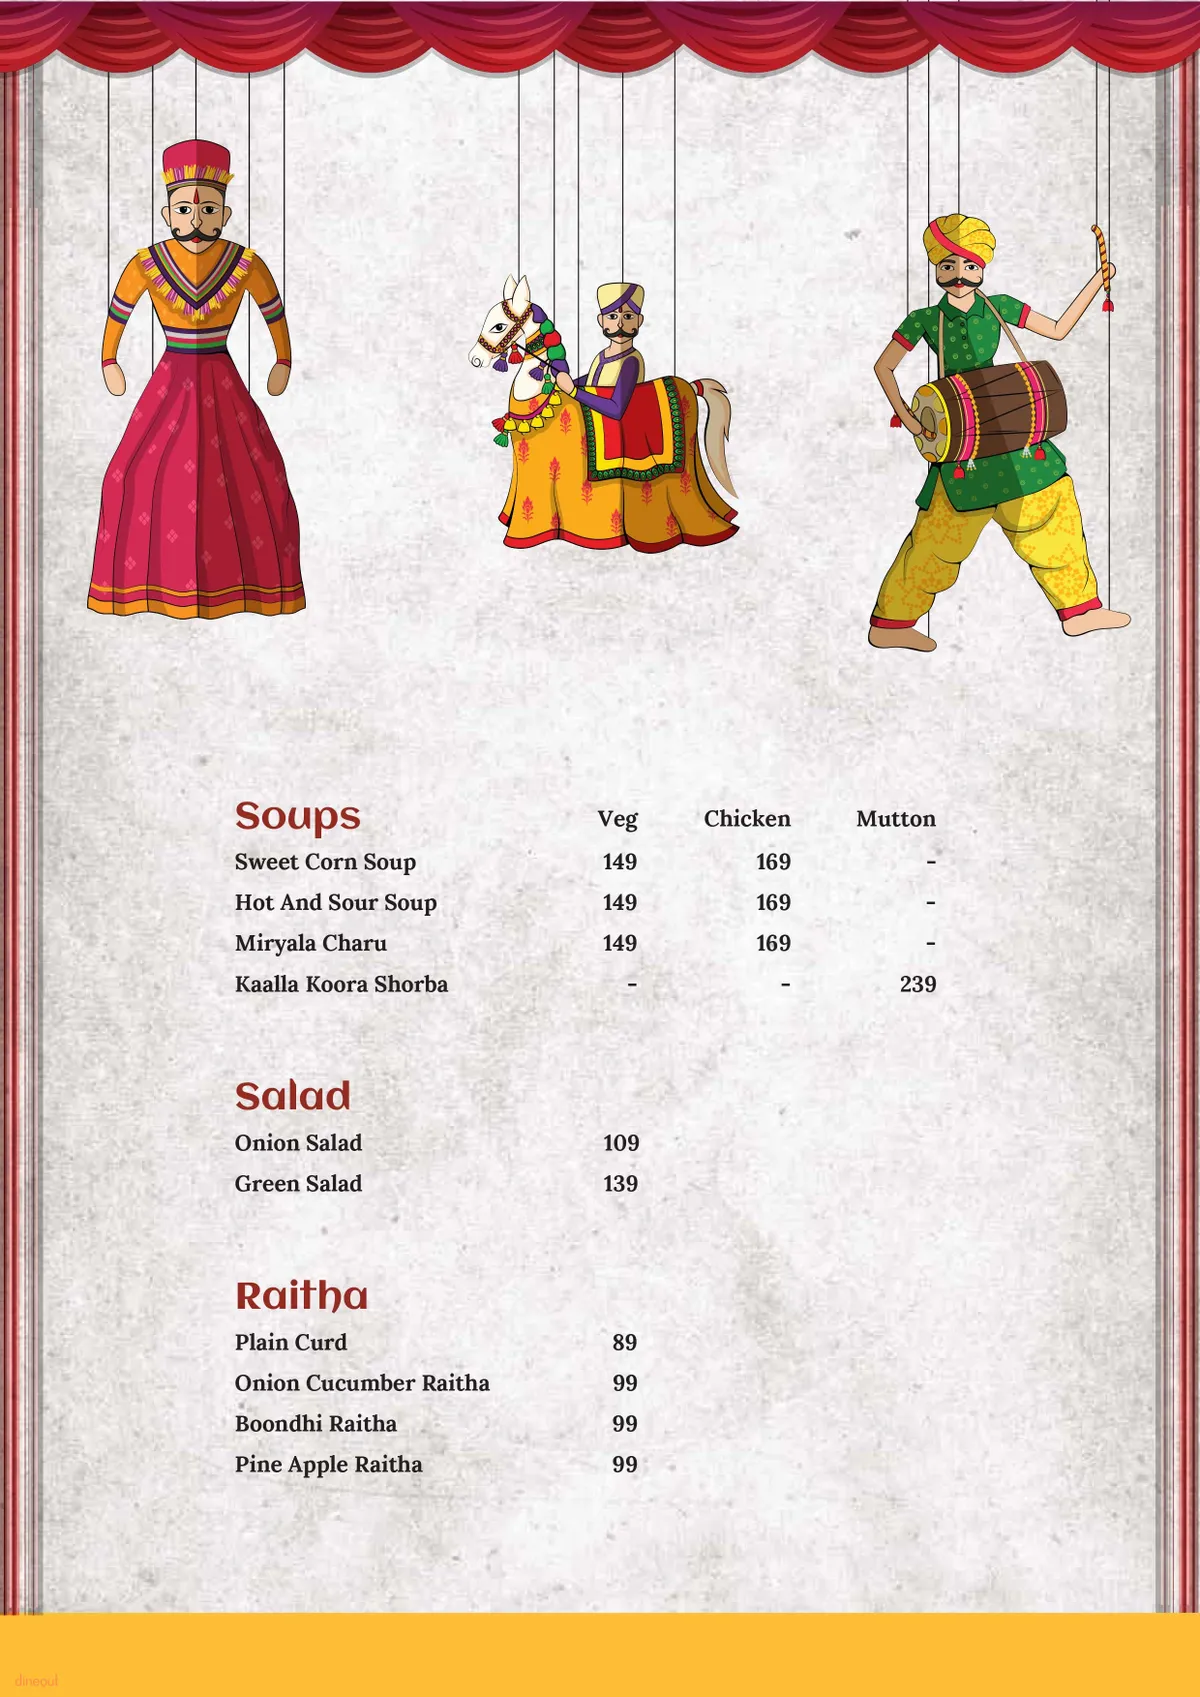 Soups Veg Chicken Mutton
Sweet Corn Soup 149 169 -
Hot And Sour Soup 149 169 -
Miryala Charu 149 169 -
Kaalla Koora Shorba - - 239
Salad
Onion Salad 109
Green Salad 139
Raitha
Plain Curd 89
Onion Cucumber Raitha 99
Boondhi Raitha 99
Pine Apple Raitha 99
dineout